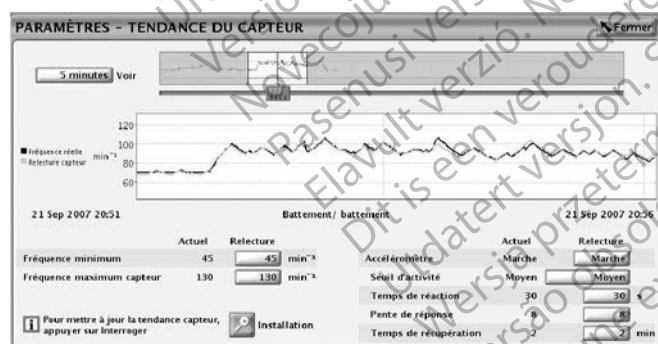 PARAMÈTRES - TENDANCE DU CAPTEUR
Fermer
5 minutes Voir
120
100
80
60
min⁻¹
Fréquence réelle
Relecture capteur
21 Sep 2007 20:51
Battement/ battement
21 Sep 2007 20:56
Actuel Relecture
Fréquence minimum 45 45 min⁻¹
Fréquence maximum capteur 130 130 min⁻¹
Pour mettre à jour la tendance capteur,
appuyer sur Interroger
Installation
Actuel Relecture
Accéléromètre Marche Marche
Seuil d'activité Moyen Moyen
Temps de réaction 30 30 s
Pente de réponse 8 8
Temps de récupération 2 2 min
Dit is een